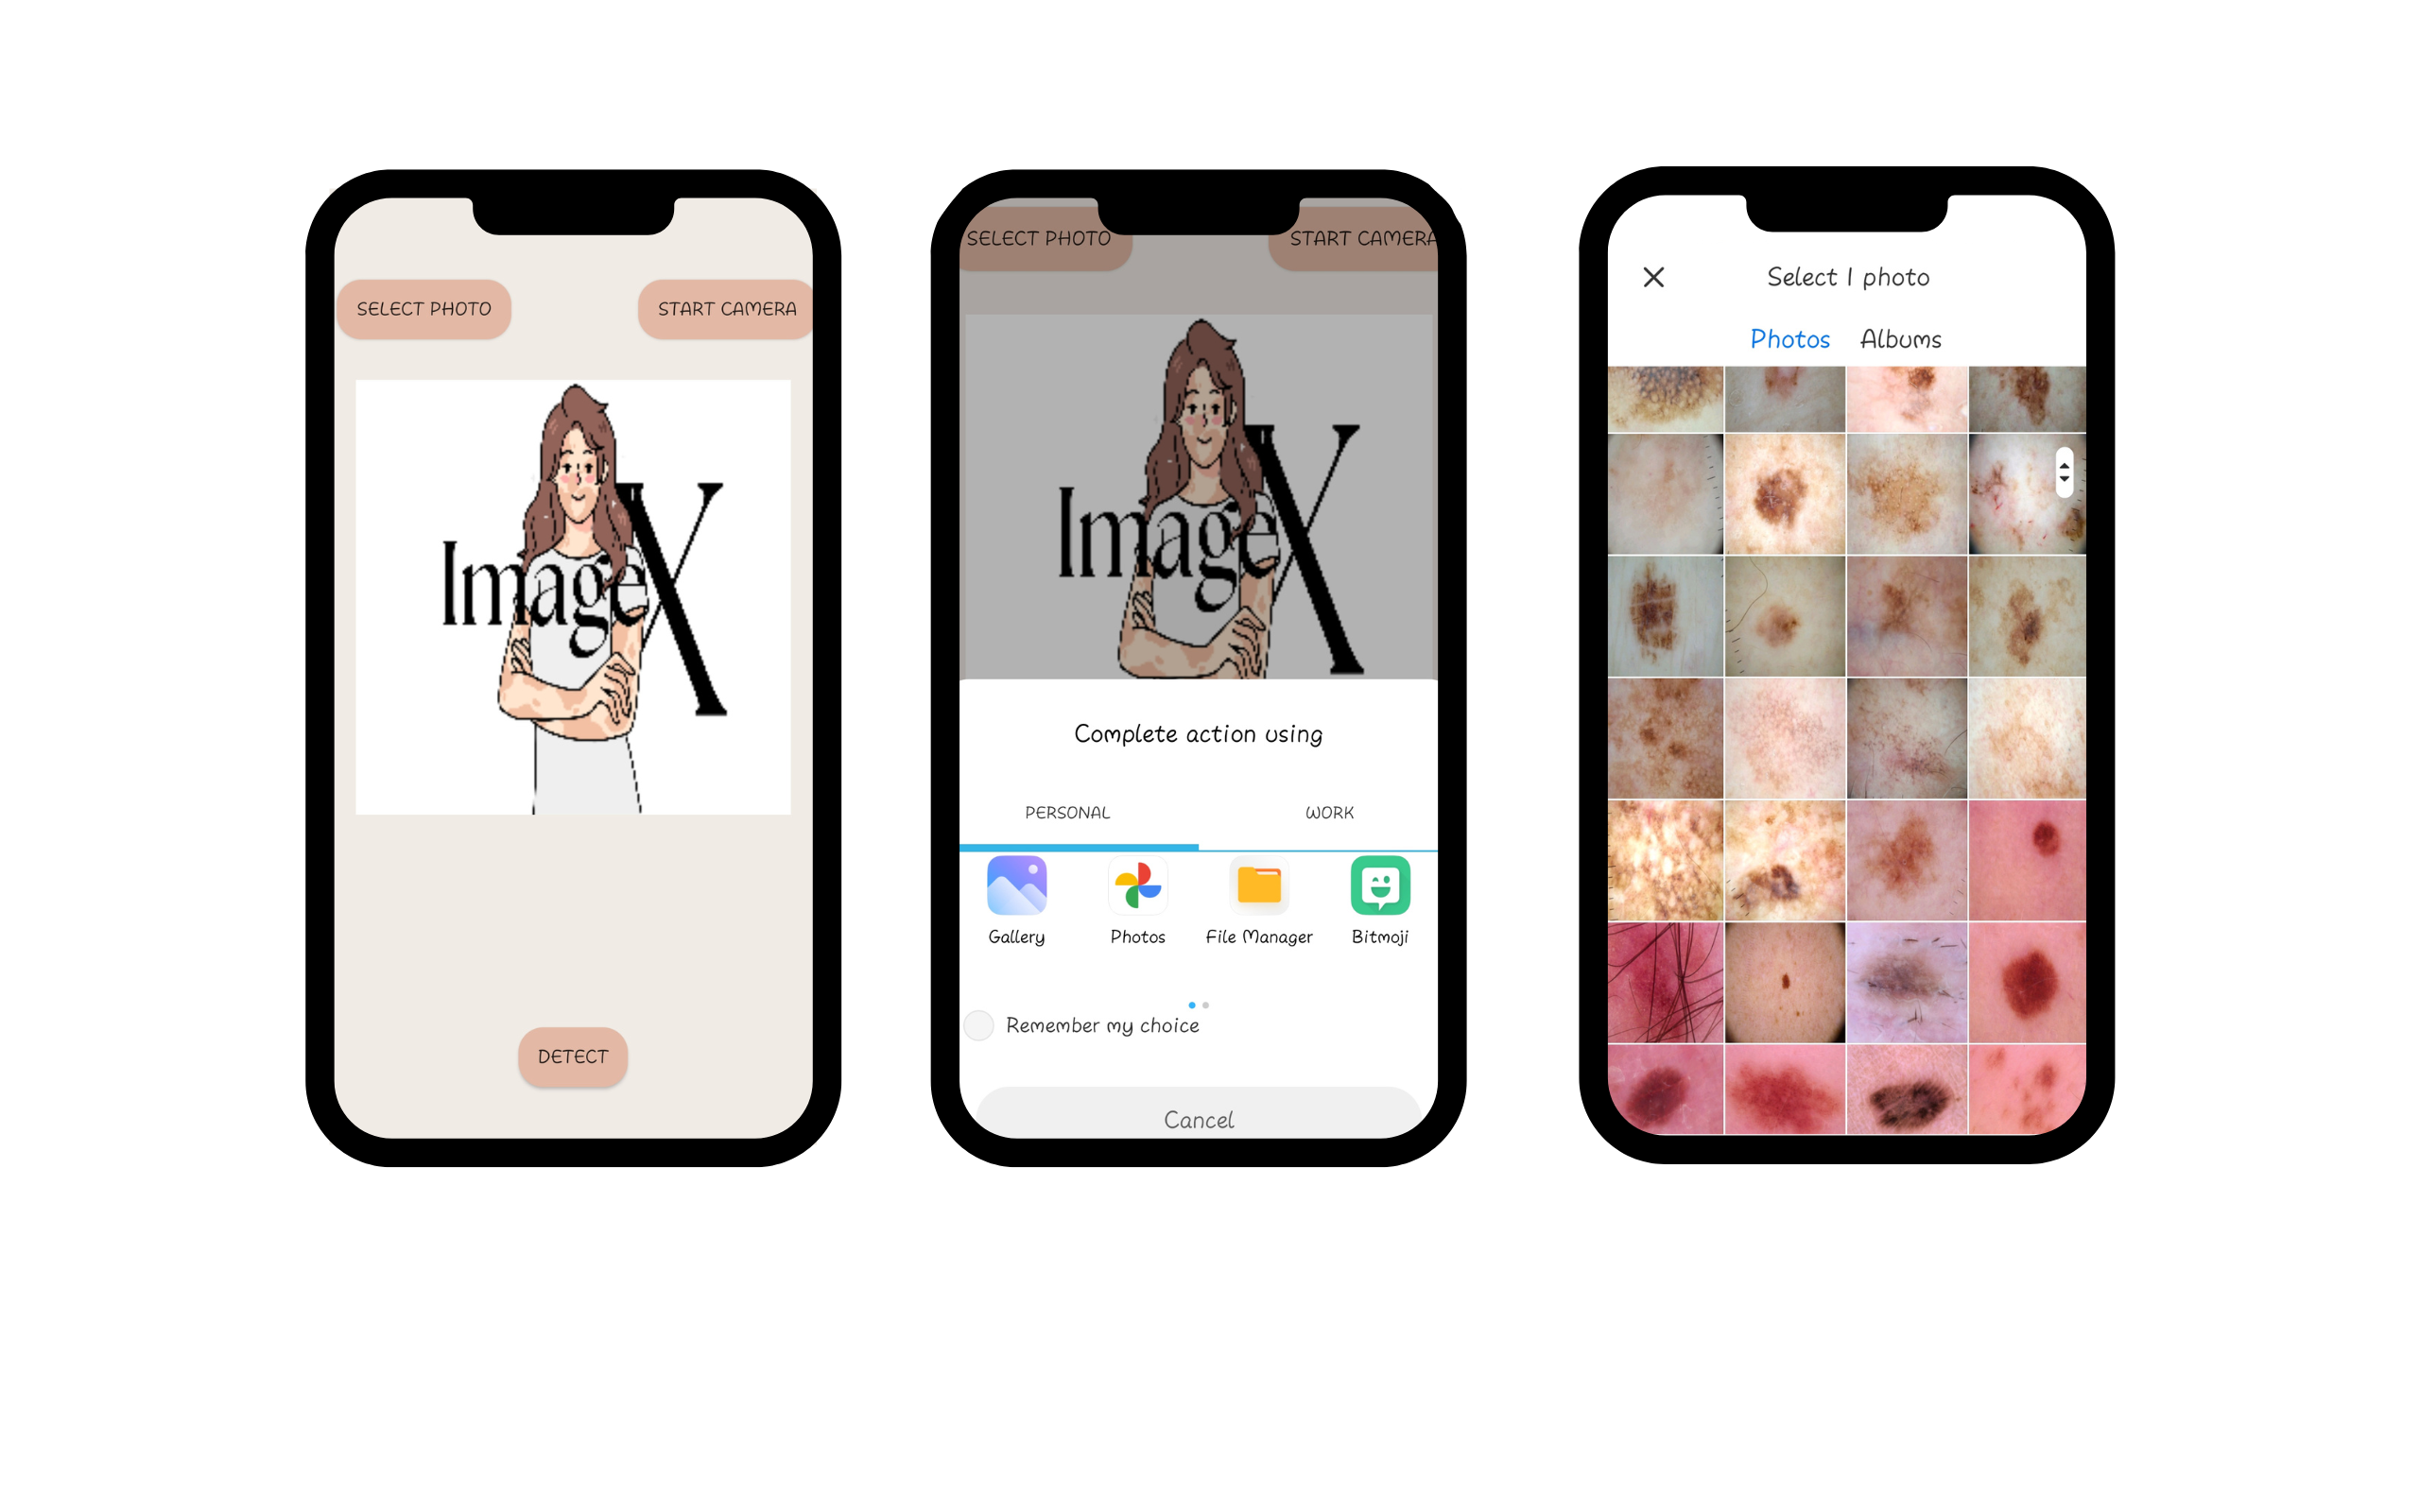 SELECT PHOTO
START CAMERA
ImageX
DETECT
SELECT PHOTO
START CAMERA
ImageX
Complete action using
PERSONAL
WORK
Gallery
Photos
File Manager
Bitmoji
Remember my choice
Cancel
Select 1 photo
Photos
Albums